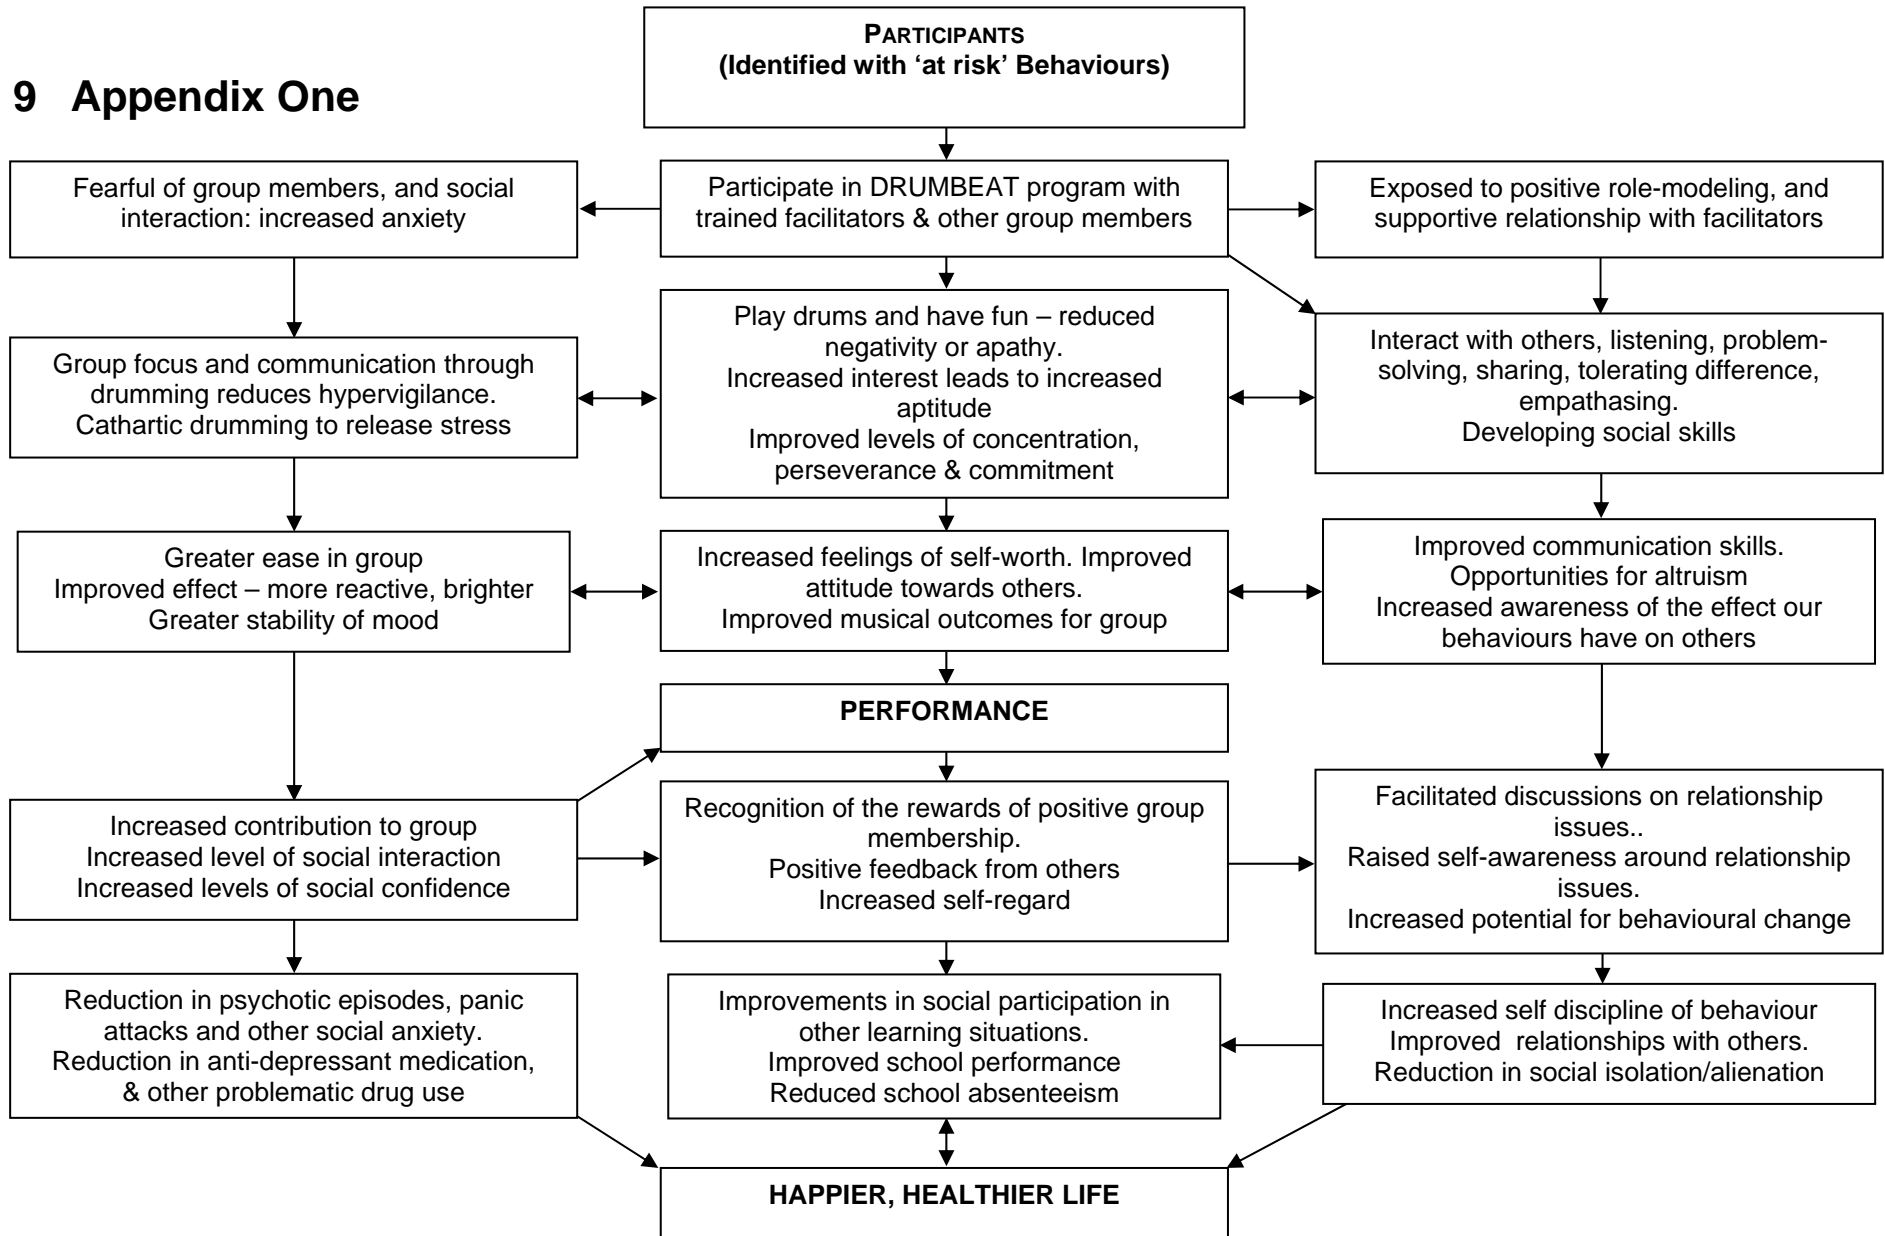 PARTICIPANTS
(Identified with ‘at risk’ Behaviours)
9 Appendix One
Fearful of group members, and social
interaction: increased anxiety
Participate in DRUMBEAT program with
trained facilitators & other group members
Exposed to positive role-modeling, and
supportive relationship with facilitators
Group focus and communication through
drumming reduces hypervigilance.
Cathartic drumming to release stress
Play drums and have fun – reduced
negativity or apathy.
Increased interest leads to increased
aptitude
Improved levels of concentration,
perseverance & commitment
Interact with others, listening, problem-
solving, sharing, tolerating difference,
empathasing.
Developing social skills
Greater ease in group
Improved effect – more reactive, brighter
Greater stability of mood
Increased feelings of self-worth. Improved
attitude towards others.
Improved musical outcomes for group
Improved communication skills.
Opportunities for altruism
Increased awareness of the effect our
behaviours have on others
PERFORMANCE
Increased contribution to group
Increased level of social interaction
Increased levels of social confidence
Recognition of the rewards of positive group
membership.
Positive feedback from others
Increased self-regard
Facilitated discussions on relationship
issues..
Raised self-awareness around relationship
issues.
Increased potential for behavioural change
Reduction in psychotic episodes, panic
attacks and other social anxiety.
Reduction in anti-depressant medication,
& other problematic drug use
Improvements in social participation in
other learning situations.
Improved school performance
Reduced school absenteeism
Increased self discipline of behaviour
Improved relationships with others.
Reduction in social isolation/alienation
HAPPIER, HEALTHIER LIFE